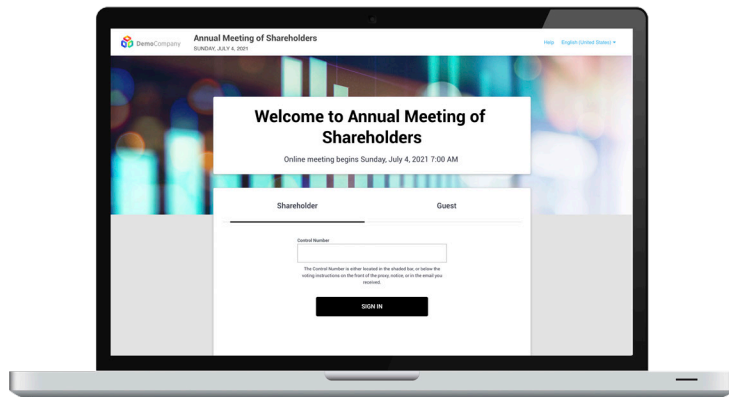 DemoCompany
Annual Meeting of Shareholders
SUNDAY, JULY 4, 2021
Help English (United States)
Welcome to Annual Meeting of
Shareholders
Online meeting begins Sunday, July 4, 2021 7:00 AM
Shareholder Guest
Control Number
The Control Number is either located in the shaded bar, or below the
voting instructions on the front of the proxy, notice, or in the email you
received.
SIGN IN